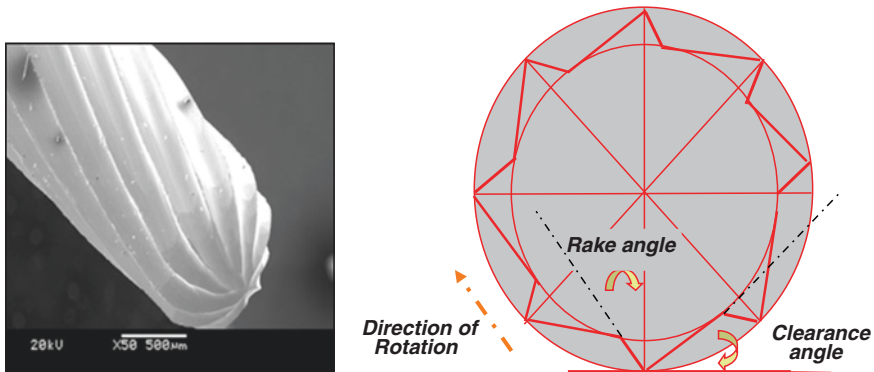 20kV X50 500µm
Rake angle
Direction of
Rotation
Clearance
angle